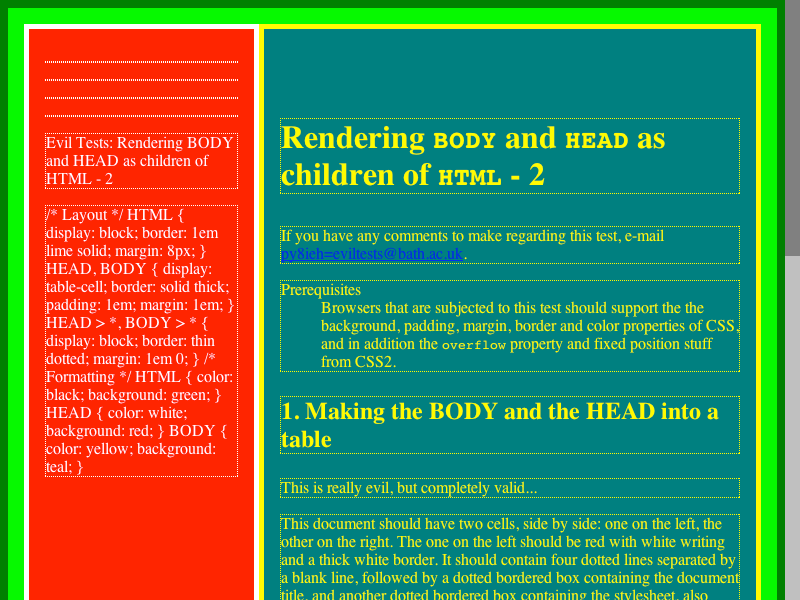 Evil Tests: Rendering BODY
and HEAD as children of
HTML - 2
/* Layout */ HTML {
display: block; border: 1em
lime solid; margin: 8px; }
HEAD, BODY { display:
table-cell; border: solid thick;
padding: 1em; margin: 1em; }
HEAD > *, BODY > * {
display: block; border: thin
dotted; margin: 1em 0; } /*
Formatting */ HTML { color:
black; background: green; }
HEAD { color: white;
background: red; } BODY {
color: yellow; background:
teal; }
Rendering BODY and HEAD as
children of HTML - 2
If you have any comments to make regarding this test, e-mail
py8ieh=eviltests@bath.ac.uk.
Prerequisites
Browsers that are subjected to this test should support the the
background, padding, margin, border and color properties of CSS,
and in addition the overflow property and fixed position stuff
from CSS2.
1. Making the BODY and the HEAD into a
table
This is really evil, but completely valid...
This document should have two cells, side by side: one on the left, the
other on the right. The one on the left should be red with white writing
and a thick white border. It should contain four dotted lines separated by
a blank line, followed by a dotted bordered box containing the document
title, and another dotted bordered box containing the stylesheet, also